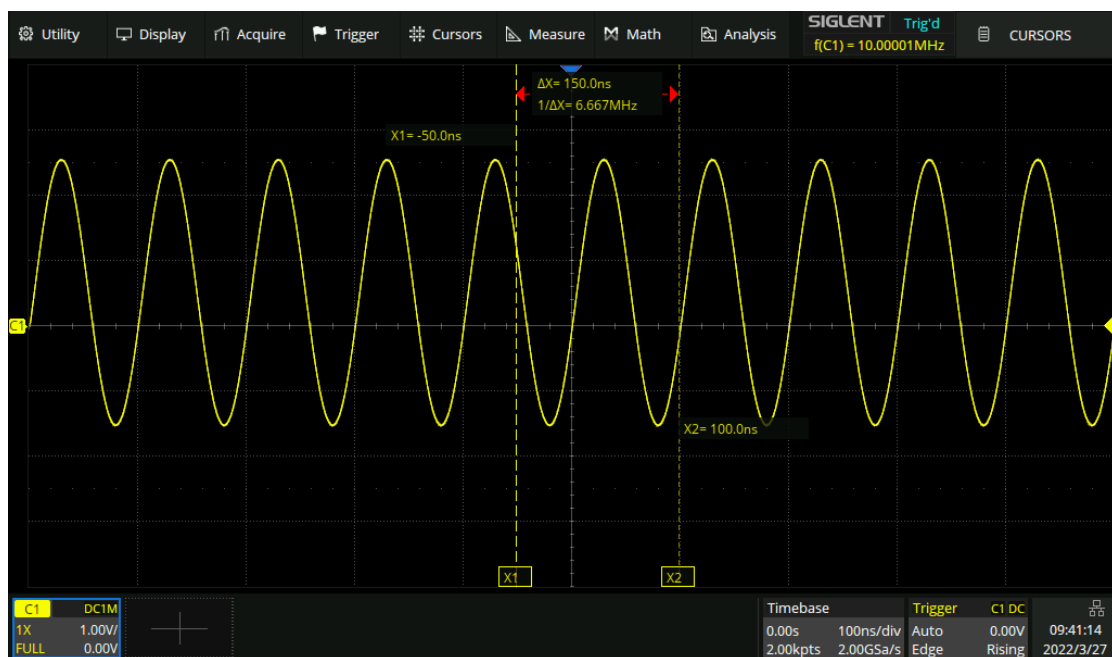 Utility Display Acquire Trigger Cursors Measure Math Analysis
SIGLENT Trig'd
f(C1) = 10.00001MHz
CURSORS
ΔX= 150.0ns
1/ΔX= 6.667MHz
X1= -50.0ns
C1
X2= 100.0ns
X1 X2
C1 DC1M
1X 1.00V/
FULL 0.00V
Timebase
0.00s 100ns/div
2.00kpts 2.00GSa/s
Trigger C1 DC
Auto 0.00V
Edge Rising
09:41:14
2022/3/27